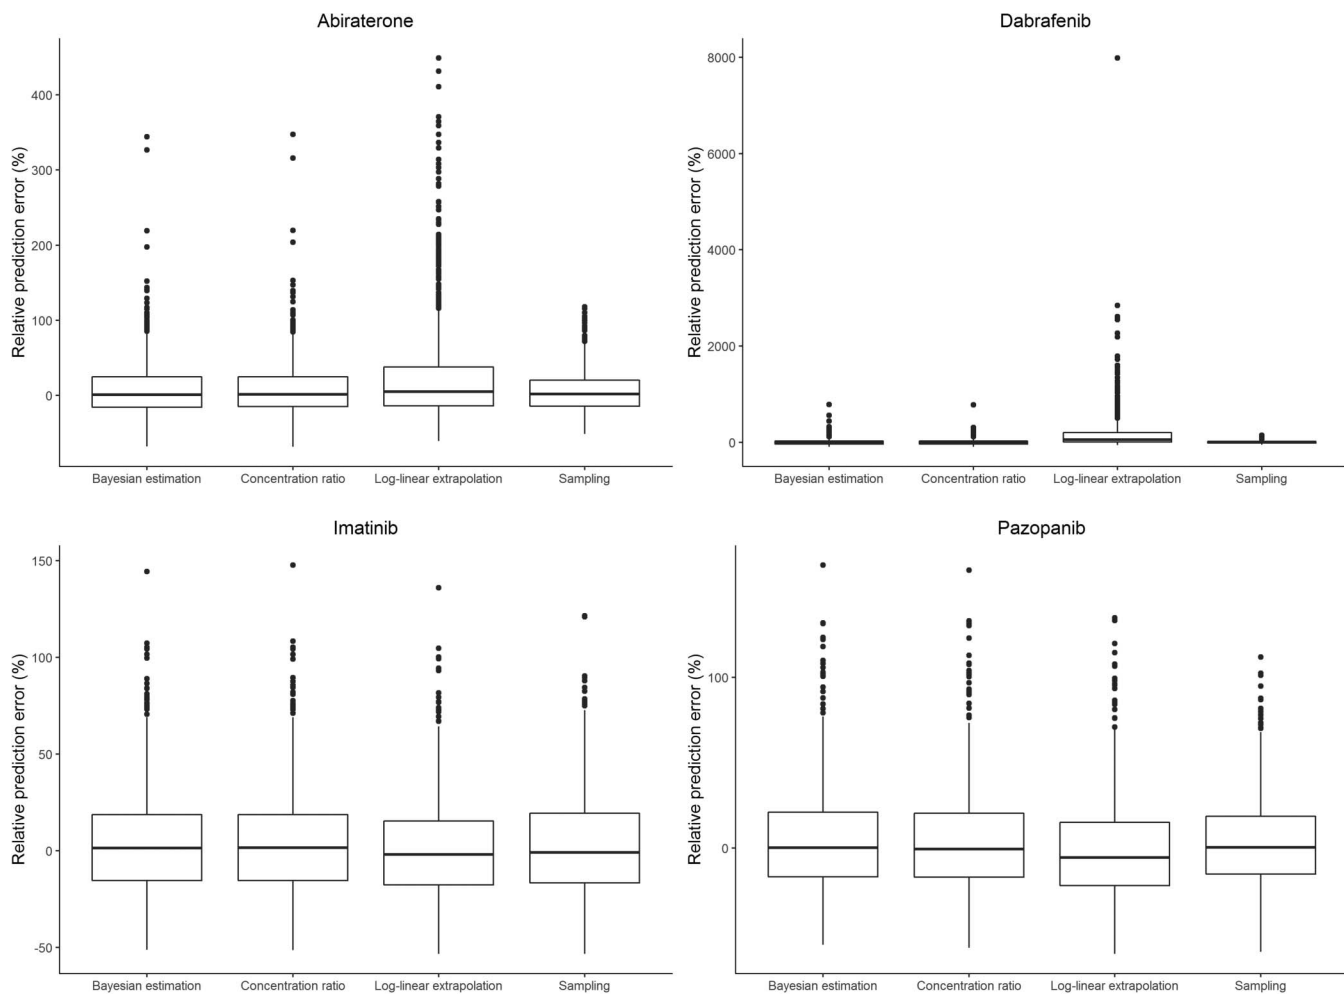 Abiraterone
Relative prediction error (%)
400
300
200
100
0
Bayesian estimation Concentration ratio Log-linear extrapolation Sampling
Dabrafenib
Relative prediction error (%)
8000
6000
4000
2000
0
Bayesian estimation Concentration ratio Log-linear extrapolation Sampling
Imatinib
Relative prediction error (%)
150
100
50
0
-50
Bayesian estimation Concentration ratio Log-linear extrapolation Sampling
Pazopanib
Relative prediction error (%)
100
0
Bayesian estimation Concentration ratio Log-linear extrapolation Sampling